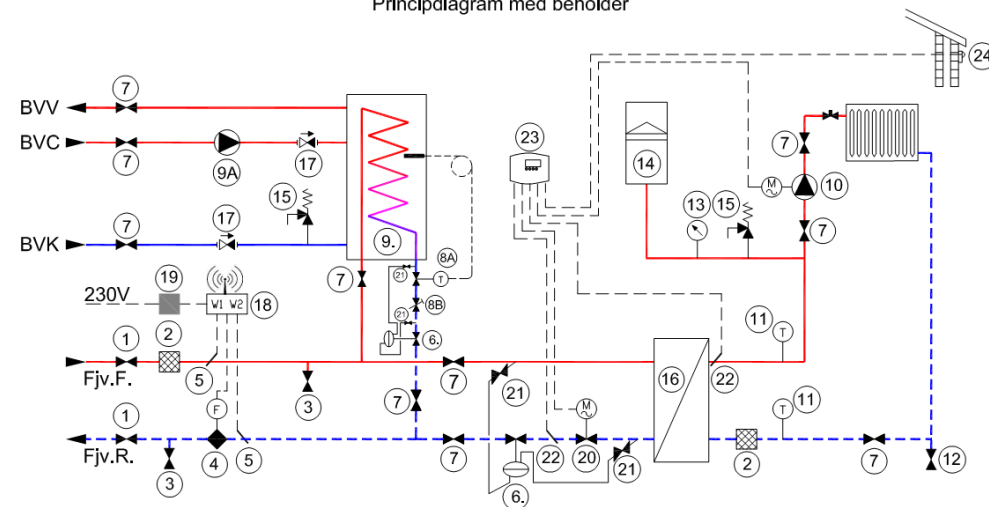 Principdiagram med beholder
24
7
BVV
BVC
7
9A
17
23
14
7
M
10
15
17
15
13
15
7
BVK
7
9.
8A
21
T
7
19
230V
W1 W2
18
8B
21
6.
1
2
11
T
Fjv.F.
5
3
7
21
16
22
F
7
M
11
T
1
Fjv.R.
3
4
5
7
6.
22
20
21
2
7
12